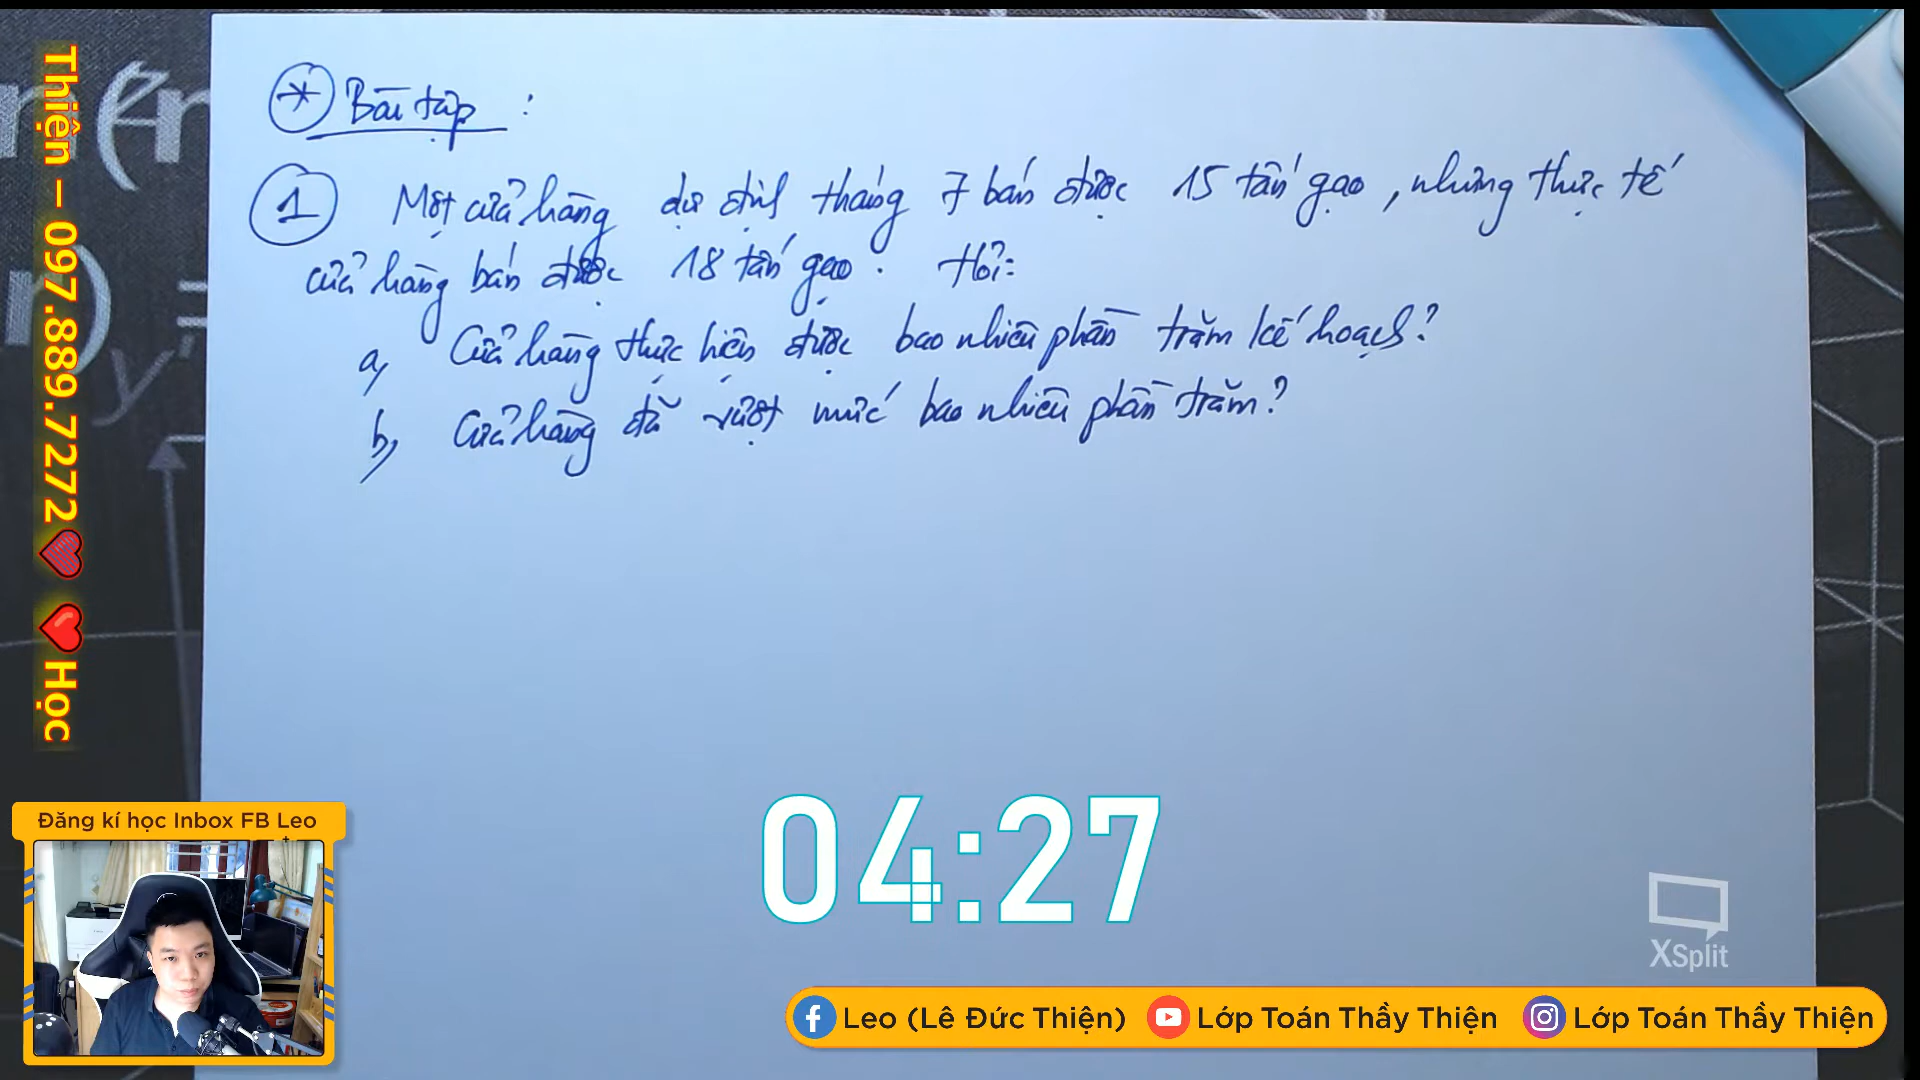 * Bài tập :
1 Một cửa hàng dự định tháng 7 bán được 15 tấn gạo, nhưng thực tế
cửa hàng bán được 18 tấn gạo. Hỏi:
a, Cửa hàng thực hiện được bao nhiêu phần trăm kế hoạch?
b, Cửa hàng đã vượt mức bao nhiêu phần trăm?
Thiện – 097.889.7272 ❤ ❤ Học
04:27
Đăng kí học Inbox FB Leo
XSplit
Leo (Lê Đức Thiện) Lớp Toán Thầy Thiện Lớp Toán Thầy Thiện